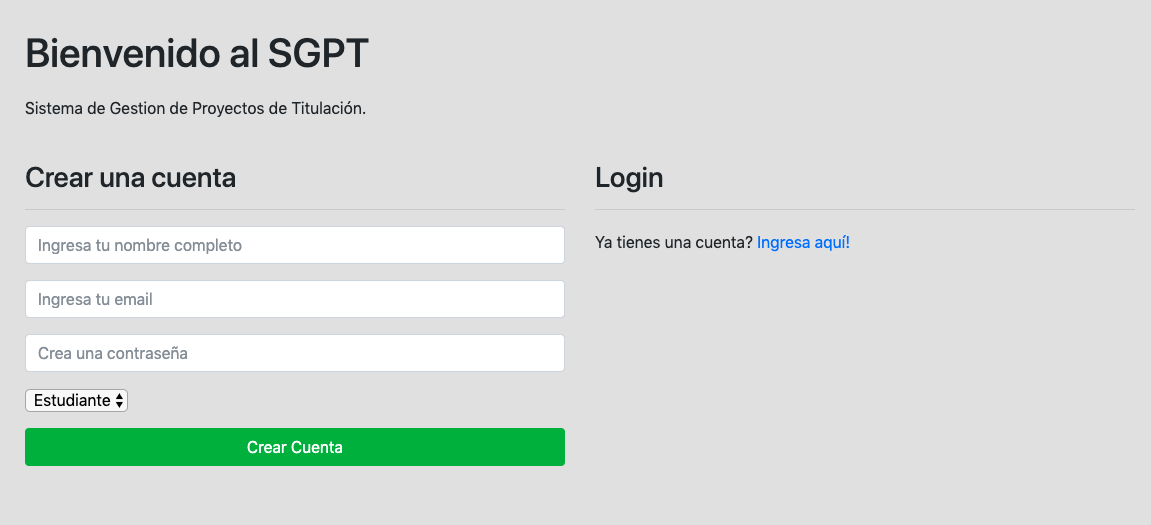 Bienvenido al SGPT
Sistema de Gestion de Proyectos de Titulación.
Crear una cuenta
Ingresa tu nombre completo
Ingresa tu email
Crea una contraseña
Estudiante
Crear Cuenta
Login
Ya tienes una cuenta? Ingresa aquí!